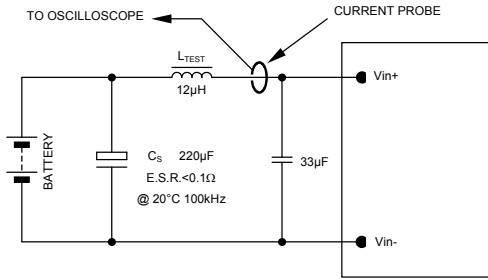 TO OSCILLOSCOPE
CURRENT PROBE
LTEST
12μH
Vin+
BATTERY
CS 220μF
E.S.R.<0.1Ω
@ 20°C 100kHz
33μF
Vin-